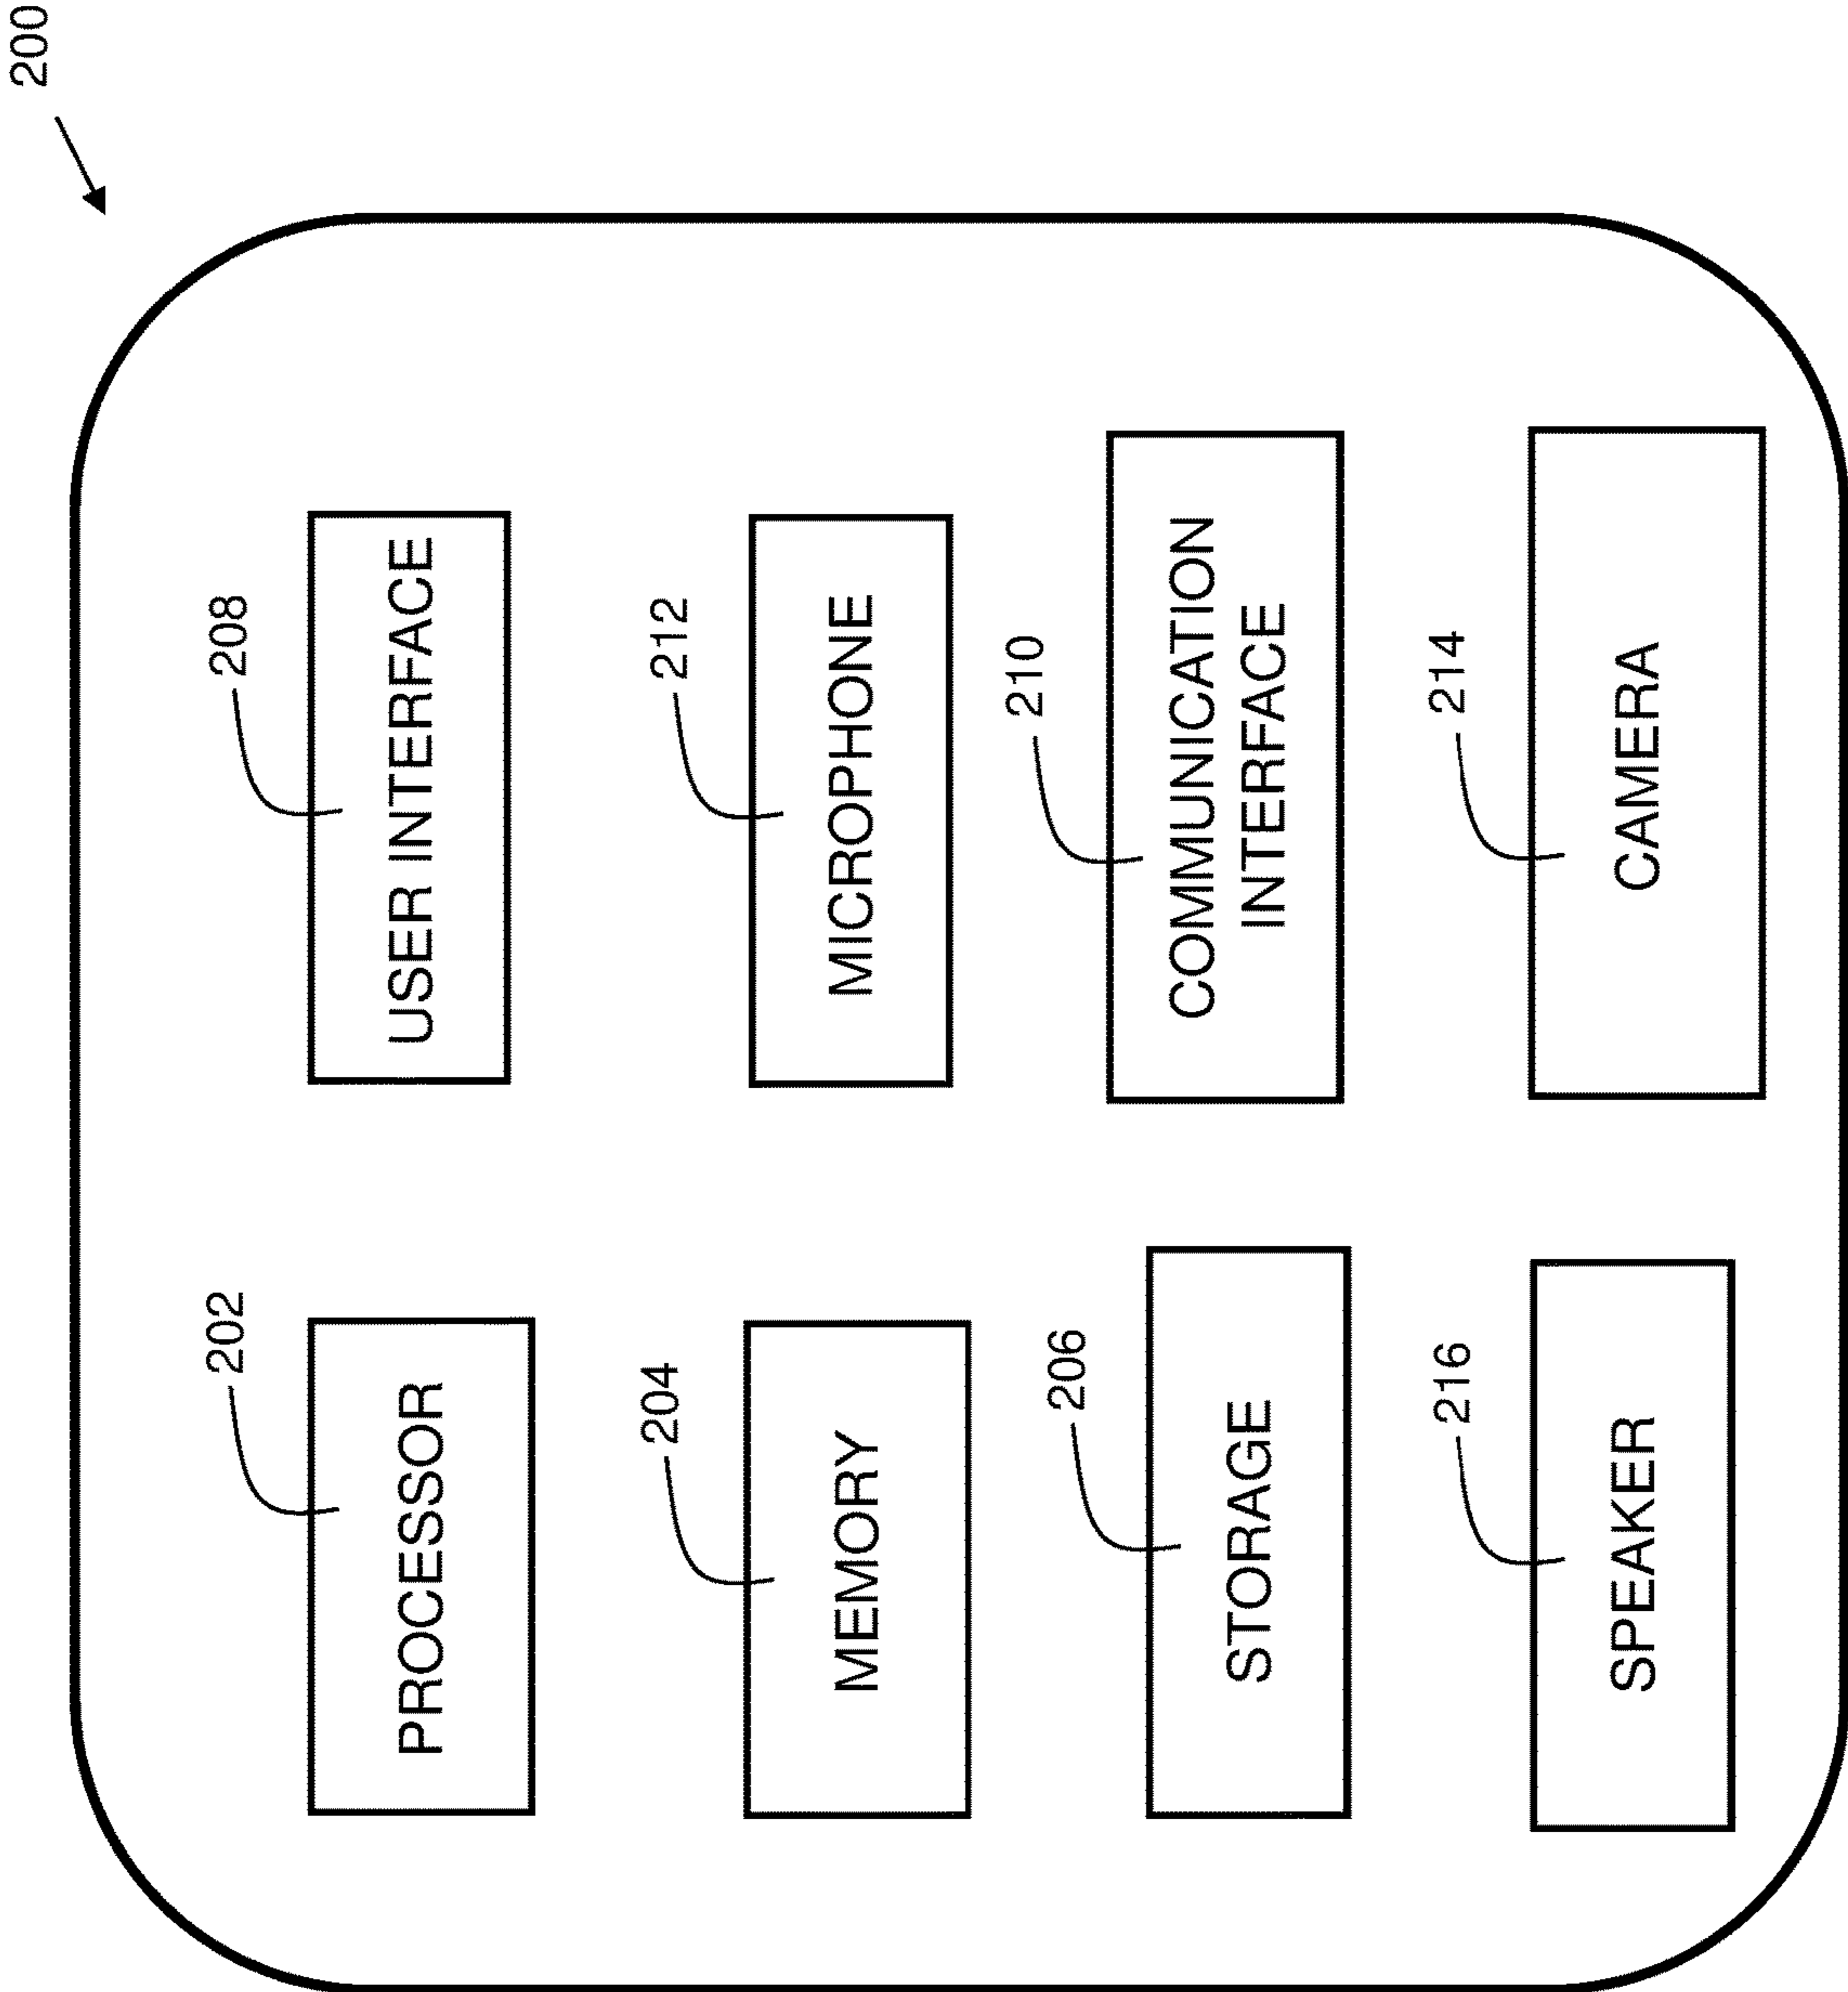 200
202
PROCESSOR
208
USER INTERFACE
204
MEMORY
212
MICROPHONE
206
STORAGE
210
COMMUNICATION
INTERFACE
216
SPEAKER
214
CAMERA